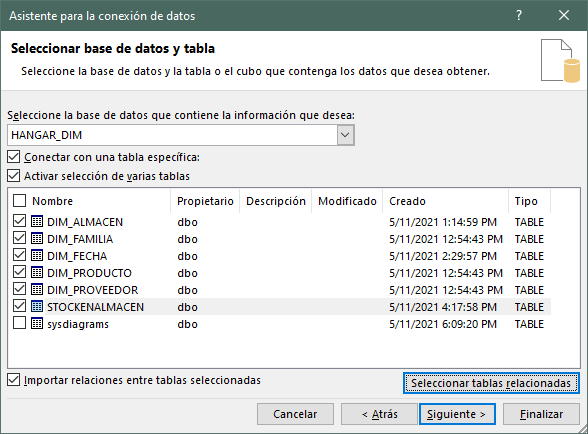 Asistente para la conexión de datos ?
Seleccionar base de datos y tabla
Seleccione la base de datos y la tabla o el cubo que contenga los datos que desea obtener.
Seleccione la base de datos que contiene la información que desea:
HANGAR_DIM
Conectar con una tabla específica:
Activar selección de varias tablas
Nombre Propietario Descripción Modificado Creado Tipo
DIM_ALMACEN dbo 5/11/2021 1:14:59 PM TABLE
DIM_FAMILIA dbo 5/11/2021 12:54:43 PM TABLE
DIM_FECHA dbo 5/11/2021 2:29:57 PM TABLE
DIM_PRODUCTO dbo 5/11/2021 12:54:43 PM TABLE
DIM_PROVEEDOR dbo 5/11/2021 12:54:43 PM TABLE
STOCKENALMACEN dbo 5/11/2021 4:17:58 PM TABLE
sysdiagrams dbo 5/11/2021 6:09:20 PM TABLE
Importar relaciones entre tablas seleccionadas Seleccionar tablas relacionadas
Cancelar < Atrás Siguiente > Finalizar